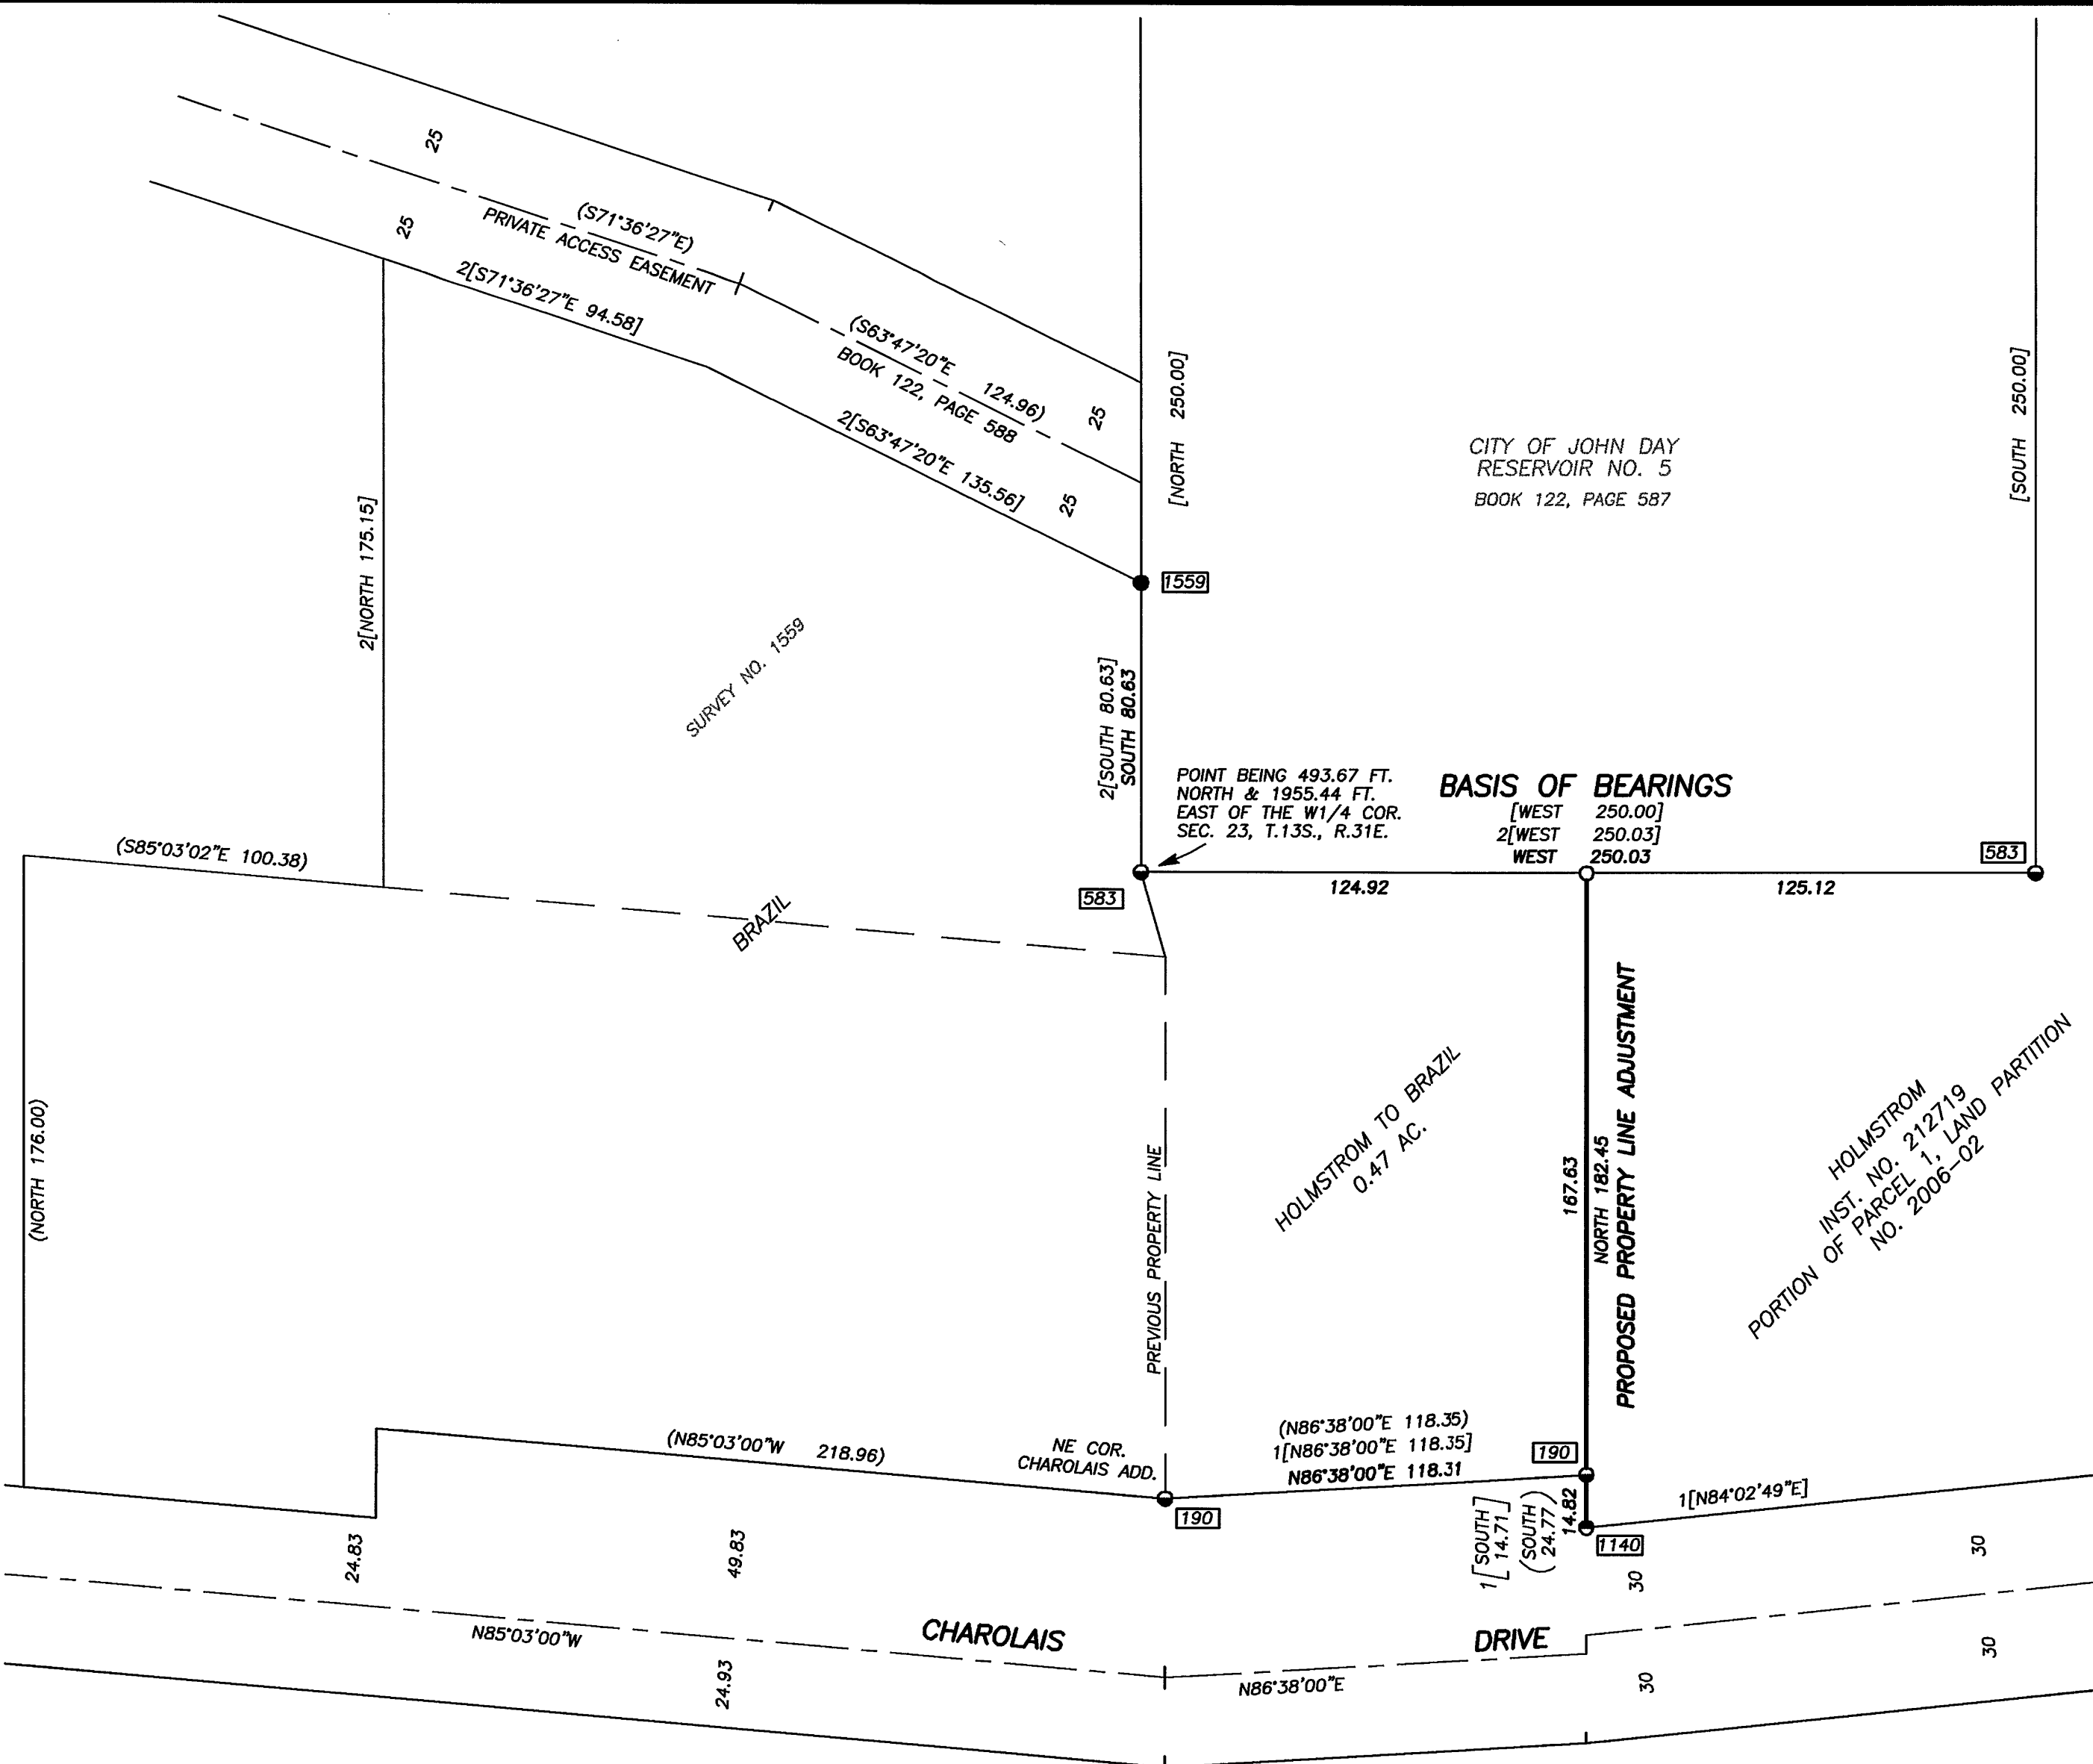 25
25
(S71°36'27"E)
PRIVATE ACCESS EASEMENT
2[S71°36'27"E 94.58]
(S63°47'20"E 124.96)
BOOK 122, PAGE 588
25
2[S63°47'20"E 135.56]
25
[NORTH 250.00]
[SOUTH 250.00]
CITY OF JOHN DAY
RESERVOIR NO. 5
BOOK 122, PAGE 587
2[NORTH 175.15]
1559
SURVEY NO. 1559
2[SOUTH 80.63]
SOUTH 80.63
POINT BEING 493.67 FT.
NORTH & 1955.44 FT.
EAST OF THE W1/4 COR.
SEC. 23, T.13S., R.31E.
BASIS OF BEARINGS
[WEST 250.00]
2[WEST 250.03]
WEST 250.03
583
583
124.92
125.12
(S85°03'02"E 100.38)
BRAZIL
(NORTH 176.00)
PREVIOUS PROPERTY LINE
HOLMSTROM TO BRAZIL
0.47 AC.
167.63
NORTH 182.45
PROPOSED PROPERTY LINE ADJUSTMENT
HOLMSTROM
INST. NO. 212719
PORTION OF PARCEL 1, LAND PARTITION
NO. 2006-02
(N85°03'00"W 218.96)
NE COR.
CHAROLAIS ADD.
190
(N86°38'00"E 118.35)
1[N86°38'00"E 118.35]
N86°38'00"E 118.31
190
1[SOUTH]
14.71
(SOUTH)
24.77
14.82
1140
1[N84°02'49"E]
24.83
49.83
30
30
N85°03'00"W
CHAROLAIS DRIVE
24.93
N86°38'00"E
30
30